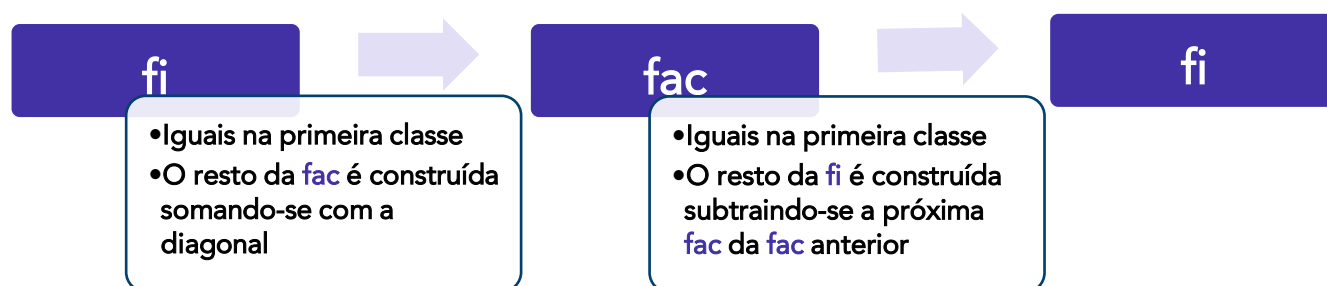 fi
fac
fi
•Iguais na primeira classe
•O resto da fac é construída
somando-se com a
diagonal
•Iguais na primeira classe
•O resto da fi é construída
subtraindo-se a próxima
fac da fac anterior